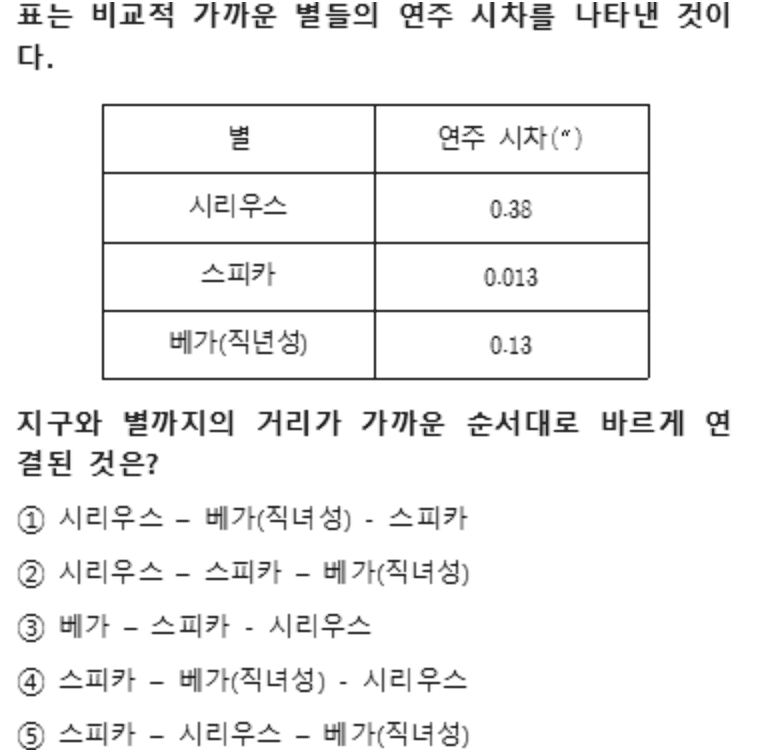 표는 비교적 가까운 별들의 연주 시차를 나타낸 것이
다.
별 연주 시차(″)
시리우스 0.38
스피카 0.013
베가(직년성) 0.13
지구와 별까지의 거리가 가까운 순서대로 바르게 연
결된 것은?
① 시리우스 – 베가(직녀성) - 스피카
② 시리우스 – 스피카 – 베가(직녀성)
③ 베가 – 스피카 - 시리우스
④ 스피카 – 베가(직녀성) - 시리우스
⑤ 스피카 – 시리우스 – 베가(직녀성)